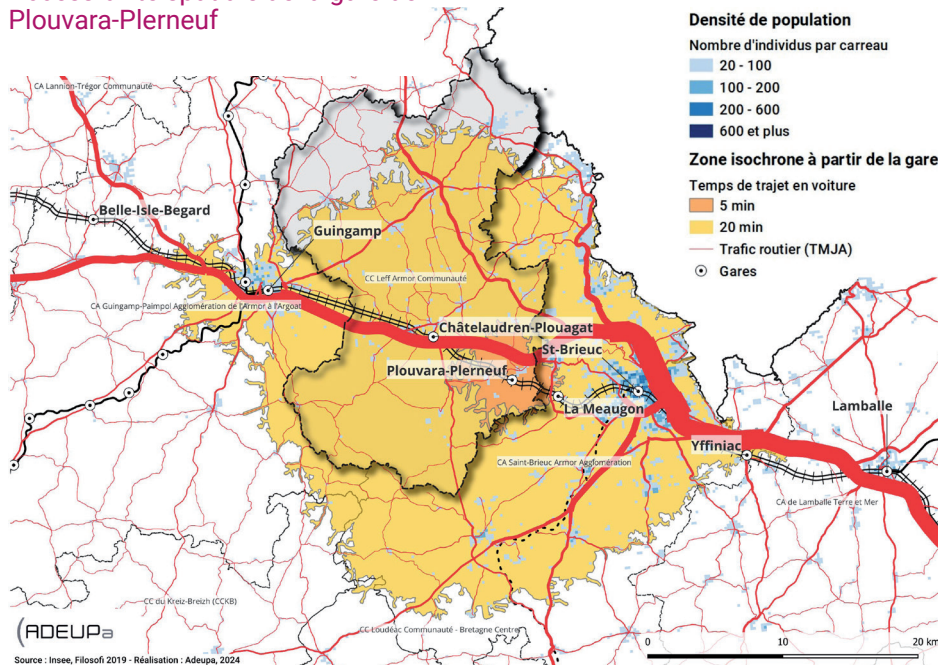 Plouvara-Plerneuf
Densité de population
Nombre d'individus par carreau
20 - 100
100 - 200
200 - 600
600 et plus
Zone isochrone à partir de la gare
Temps de trajet en voiture
5 min
20 min
Trafic routier (TMJA)
Gares
CA Lannion-Trégor Communauté
Belle-Isle-Begard
Guingamp
CC Leff Armor Communauté
CA Guingamp-Paimpol Agglomération de l'Armor à l'Argoat
Châtelaudren-Plouagat
St-Brieuc
Plouvara-Plerneuf
La Meaugon
Lamballe
Yffiniac
CA Saint-Brieuc Armor Agglomération
CA de Lamballe Terre et Mer
CC du Kreiz-Breizh (CCKB)
CC Loudéac Communauté - Bretagne Centre
ADEUPa
0 10 20 km
Source : Insee, Filosofi 2019 - Réalisation : Adeupa, 2024